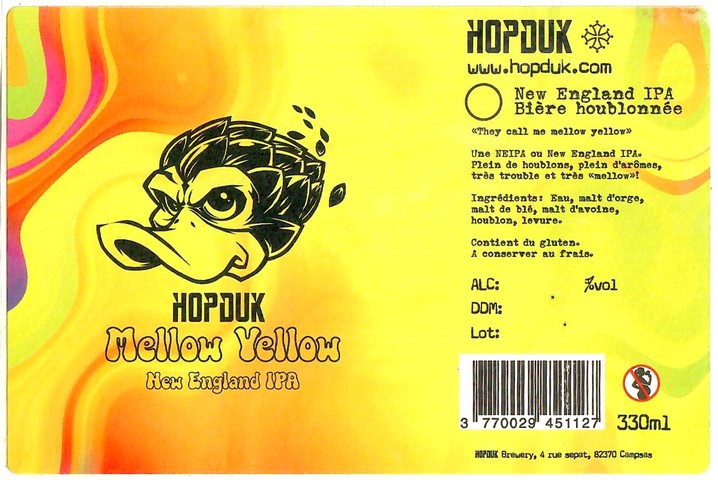 HOPDUK
Mellow Yellow
New England IPA
HOPDUK
www.hopduk.com
New England IPA
Bière houblonnée
«They call me mellow yellow»
Une NEIPA ou New England IPA.
Plein de houblons, plein d'arômes,
très trouble et très «mellow»!
Ingrédients: Eau, malt d'orge,
malt de blé, malt d'avoine,
houblon, levure.
Contient du gluten.
A conserver au frais.
ALC: %vol
DDM:
Lot:
3 770029 451127
330ml
HOPDUK Brewery, 4 rue sepat, 82370 Campsas